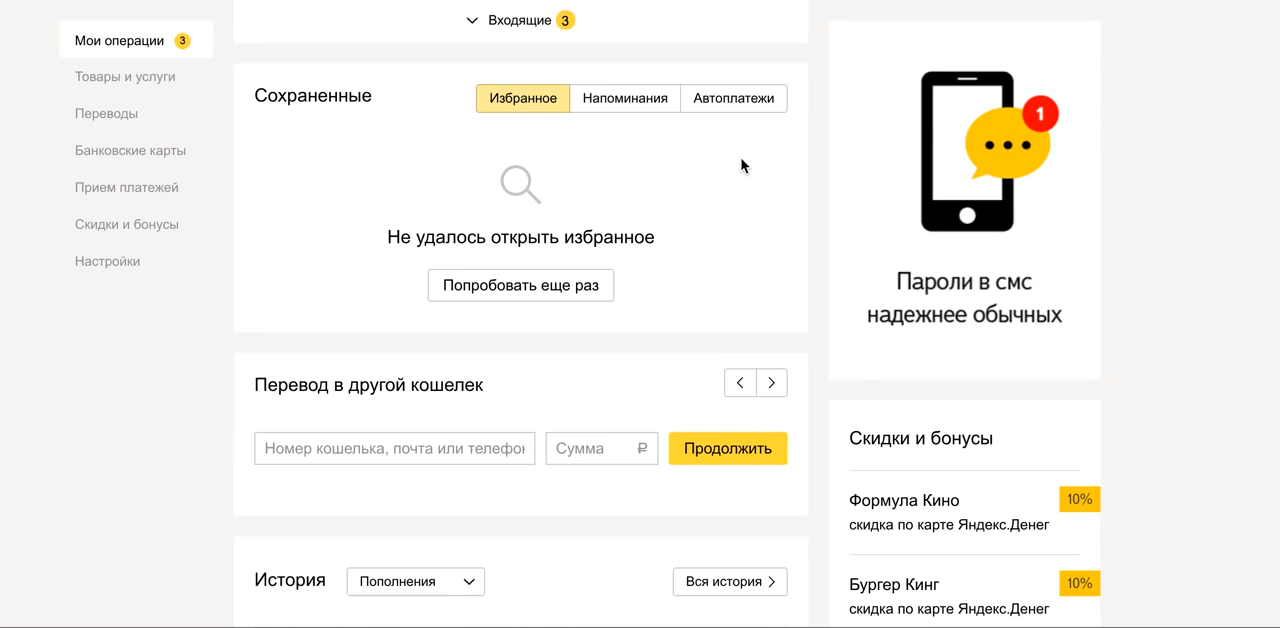 Входящие 3
Мои операции 3
Товары и услуги
Переводы
Банковские карты
Прием платежей
Скидки и бонусы
Настройки
Сохраненные
Избранное
Напоминания
Автоплатежи
Не удалось открыть избранное
Попробовать еще раз
Перевод в другой кошелек
Номер кошелька, почта или телефон
Сумма ₽
Продолжить
История
Пополнения
Вся история
1
Пароли в смс
надежнее обычных
Скидки и бонусы
Формула Кино
10%
скидка по карте Яндекс.Денег
Бургер Кинг
10%
скидка по карте Яндекс.Денег